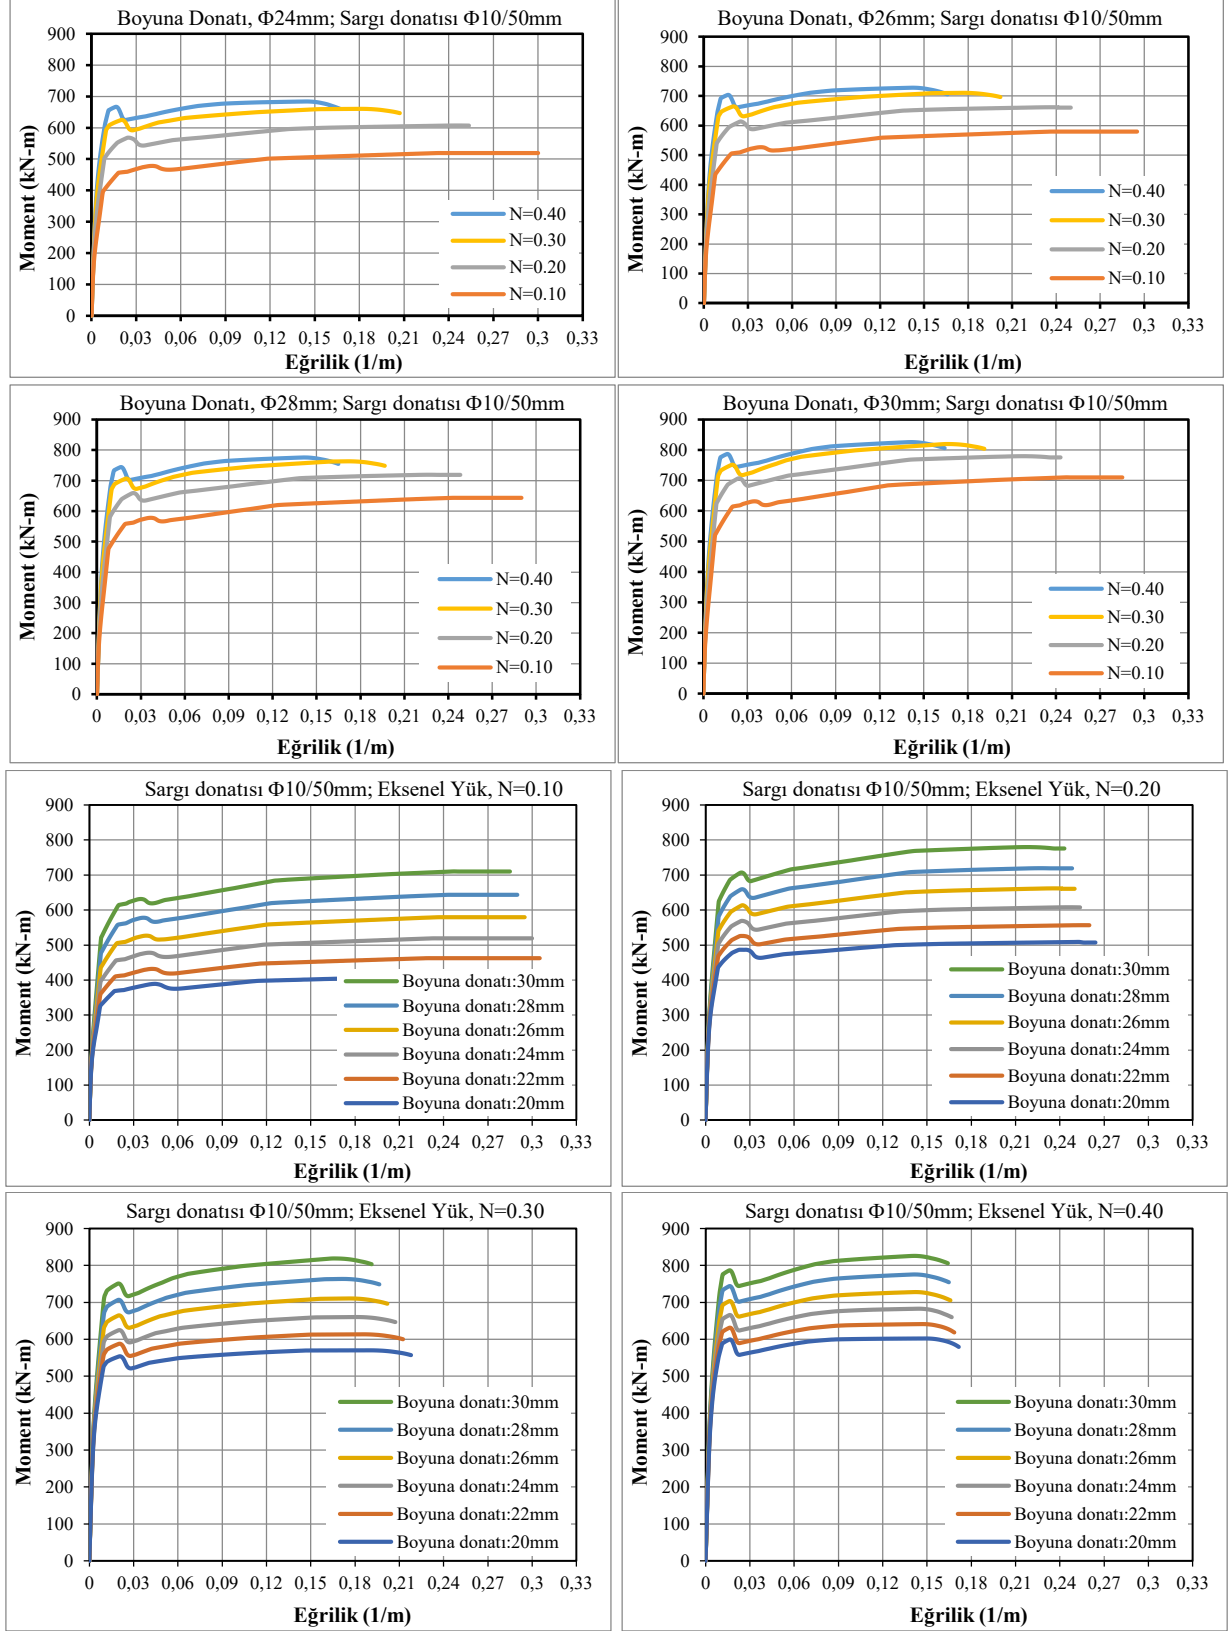 Boyuna Donatı, Φ24mm; Sargı donatısı Φ10/50mm
Moment (kN-m)
900
800
700
600
500
400
300
200
100
0
N=0.40
N=0.30
N=0.20
N=0.10
0 0,03 0,06 0,09 0,12 0,15 0,18 0,21 0,24 0,27 0,3 0,33
Eğrilik (1/m)
Boyuna Donatı, Φ26mm; Sargı donatısı Φ10/50mm
Moment (kN-m)
900
800
700
600
500
400
300
200
100
0
N=0.40
N=0.30
N=0.20
N=0.10
0 0,03 0,06 0,09 0,12 0,15 0,18 0,21 0,24 0,27 0,3 0,33
Eğrilik (1/m)
Boyuna Donatı, Φ28mm; Sargı donatısı Φ10/50mm
Moment (kN-m)
900
800
700
600
500
400
300
200
100
0
N=0.40
N=0.30
N=0.20
N=0.10
0 0,03 0,06 0,09 0,12 0,15 0,18 0,21 0,24 0,27 0,3 0,33
Eğrilik (1/m)
Boyuna Donatı, Φ30mm; Sargı donatısı Φ10/50mm
Moment (kN-m)
900
800
700
600
500
400
300
200
100
0
N=0.40
N=0.30
N=0.20
N=0.10
0 0,03 0,06 0,09 0,12 0,15 0,18 0,21 0,24 0,27 0,3 0,33
Eğrilik (1/m)
Sargı donatısı Φ10/50mm; Eksenel Yük, N=0.10
Moment (kN-m)
900
800
700
600
500
400
300
200
100
0
Boyuna donatı:30mm
Boyuna donatı:28mm
Boyuna donatı:26mm
Boyuna donatı:24mm
Boyuna donatı:22mm
Boyuna donatı:20mm
0 0,03 0,06 0,09 0,12 0,15 0,18 0,21 0,24 0,27 0,3 0,33
Eğrilik (1/m)
Sargı donatısı Φ10/50mm; Eksenel Yük, N=0.20
Moment (kN-m)
900
800
700
600
500
400
300
200
100
0
Boyuna donatı:30mm
Boyuna donatı:28mm
Boyuna donatı:26mm
Boyuna donatı:24mm
Boyuna donatı:22mm
Boyuna donatı:20mm
0 0,03 0,06 0,09 0,12 0,15 0,18 0,21 0,24 0,27 0,3 0,33
Eğrilik (1/m)
Sargı donatısı Φ10/50mm; Eksenel Yük, N=0.30
Moment (kN-m)
900
800
700
600
500
400
300
200
100
0
Boyuna donatı:30mm
Boyuna donatı:28mm
Boyuna donatı:26mm
Boyuna donatı:24mm
Boyuna donatı:22mm
Boyuna donatı:20mm
0 0,03 0,06 0,09 0,12 0,15 0,18 0,21 0,24 0,27 0,3 0,33
Eğrilik (1/m)
Sargı donatısı Φ10/50mm; Eksenel Yük, N=0.40
Moment (kN-m)
900
800
700
600
500
400
300
200
100
0
Boyuna donatı:30mm
Boyuna donatı:28mm
Boyuna donatı:26mm
Boyuna donatı:24mm
Boyuna donatı:22mm
Boyuna donatı:20mm
0 0,03 0,06 0,09 0,12 0,15 0,18 0,21 0,24 0,27 0,3 0,33
Eğrilik (1/m)